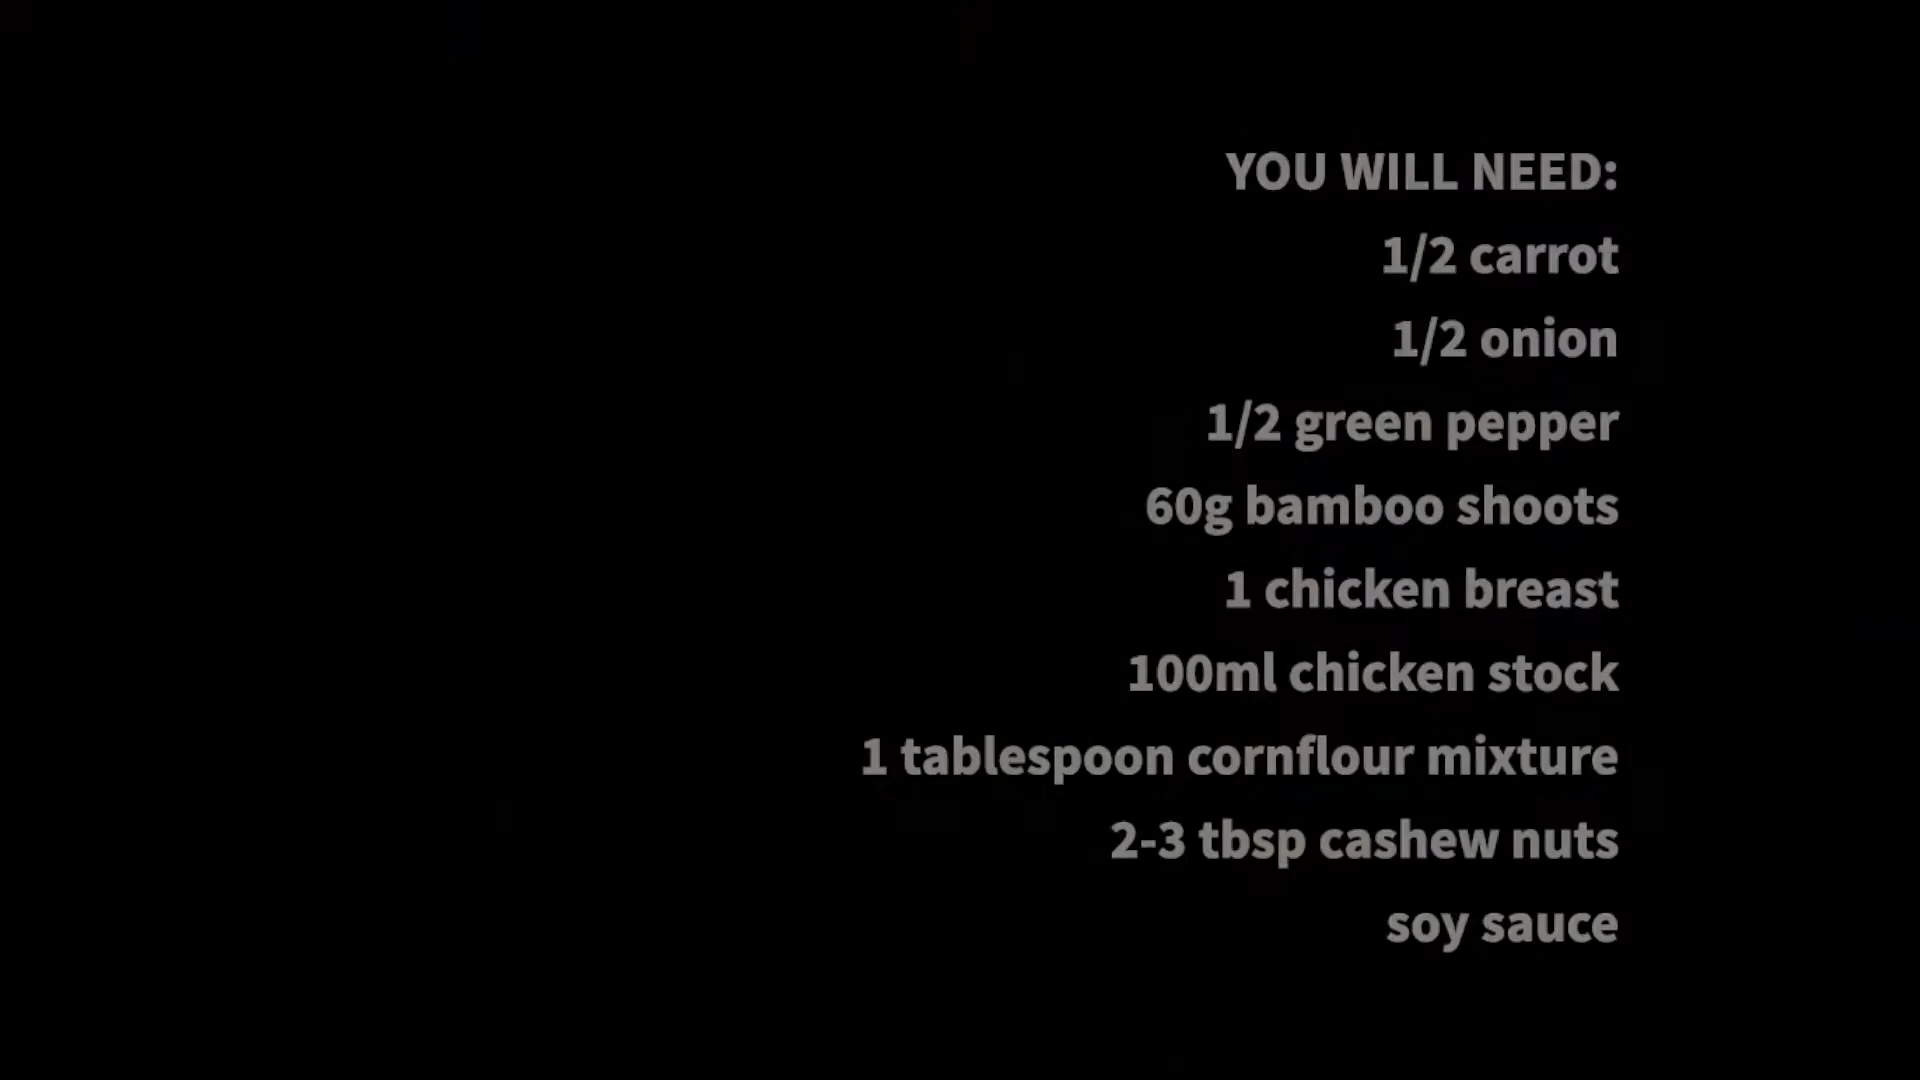 YOU WILL NEED:
1/2 carrot
1/2 onion
1/2 green pepper
60g bamboo shoots
1 chicken breast
100ml chicken stock
1 tablespoon cornflour mixture
2-3 tbsp cashew nuts
soy sauce